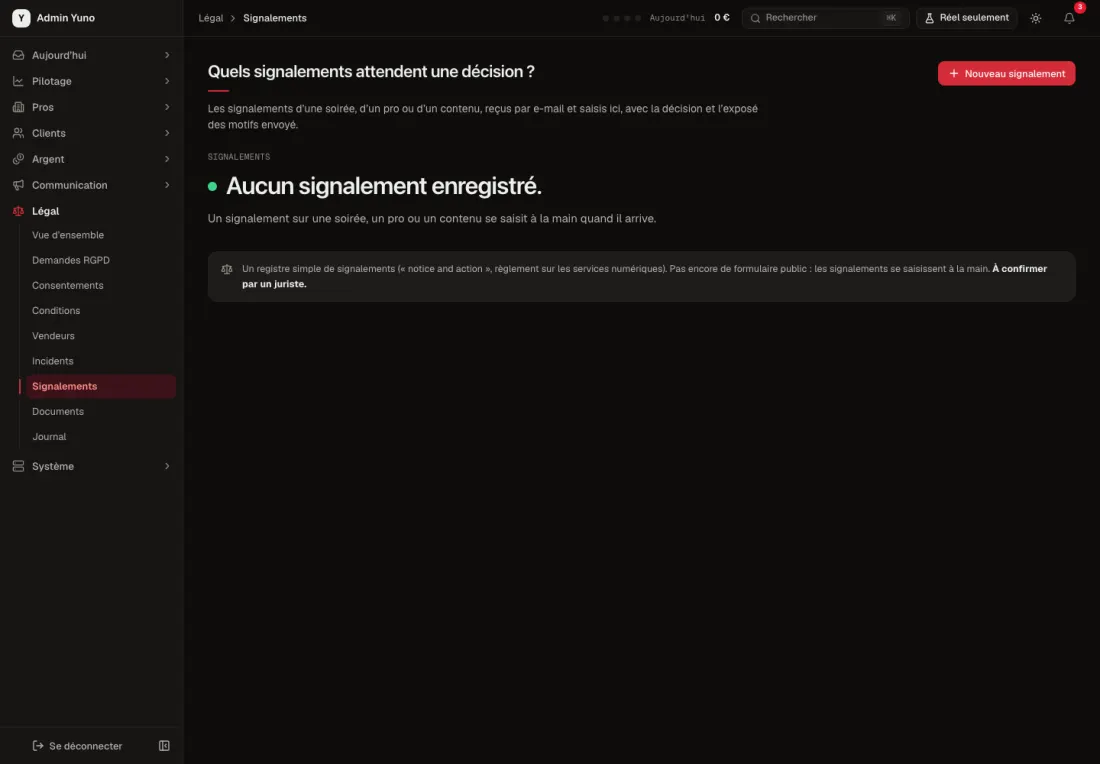 Y Admin Yuno
Légal > Signalements
Aujourd'hui 0 €
Rechercher ⌘K
Réel seulement
3
Aujourd'hui
Pilotage
Pros
Clients
Argent
Communication
Légal
Vue d'ensemble
Demandes RGPD
Consentements
Conditions
Vendeurs
Incidents
Signalements
Documents
Journal
Système
Se déconnecter
Quels signalements attendent une décision ?
+ Nouveau signalement
Les signalements d'une soirée, d'un pro ou d'un contenu, reçus par e-mail et saisis ici, avec la décision et l'exposé
des motifs envoyé.
SIGNALEMENTS
Aucun signalement enregistré.
Un signalement sur une soirée, un pro ou un contenu se saisit à la main quand il arrive.
Un registre simple de signalements (« notice and action », règlement sur les services numériques). Pas encore de formulaire public : les signalements se saisissent à la main. À confirmer
par un juriste.